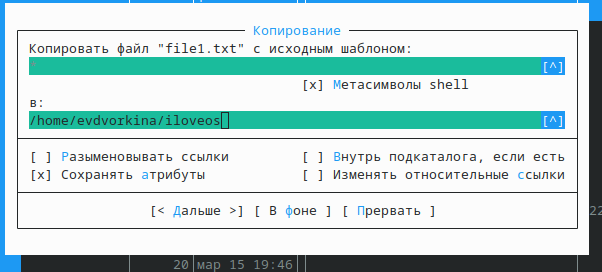 Копирование
Копировать файл "file1.txt" с исходным шаблоном:
[^]
[x] Метасимволы shell
в:
/home/evdvorkina/iloveos [^]
[ ] Разыменовывать ссылки [ ] Внутрь подкаталога, если есть
[x] Сохранять атрибуты [ ] Изменять относительные ссылки
[< Дальше >] [ В фоне ] [ Прервать ]
22
20 мар 15 19:46